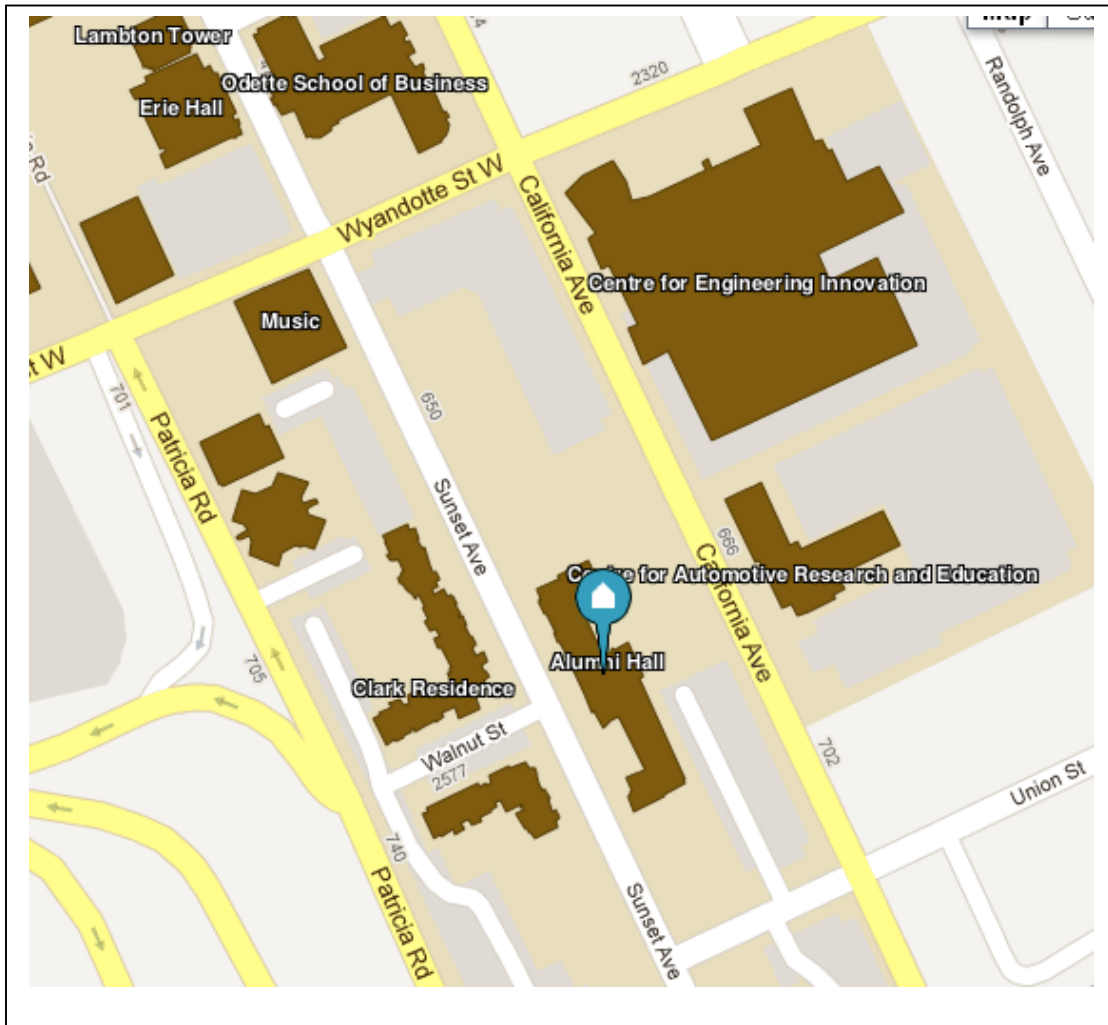 Lambton Tower
Odette School of Business
Erie Hall
2320
Map
Randolph Ave
Rd
Wyandotte St W
California Ave
Centre for Engineering Innovation
Music
St W
701
650
Patricia Rd
Sunset Ave
666
Centre for Automotive Research and Education
California Ave
Alumni Hall
Clark Residence
705
Walnut St
2577
702
Union St
740
Patricia Rd
Sunset Ave